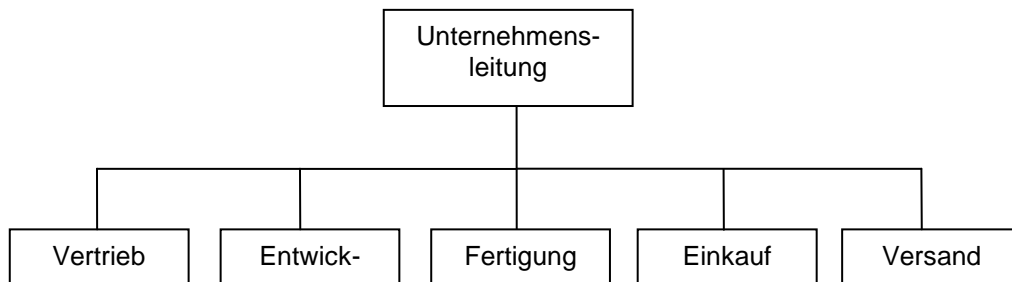 Unternehmens-
leitung
Vertrieb
Entwick-
Fertigung
Einkauf
Versand